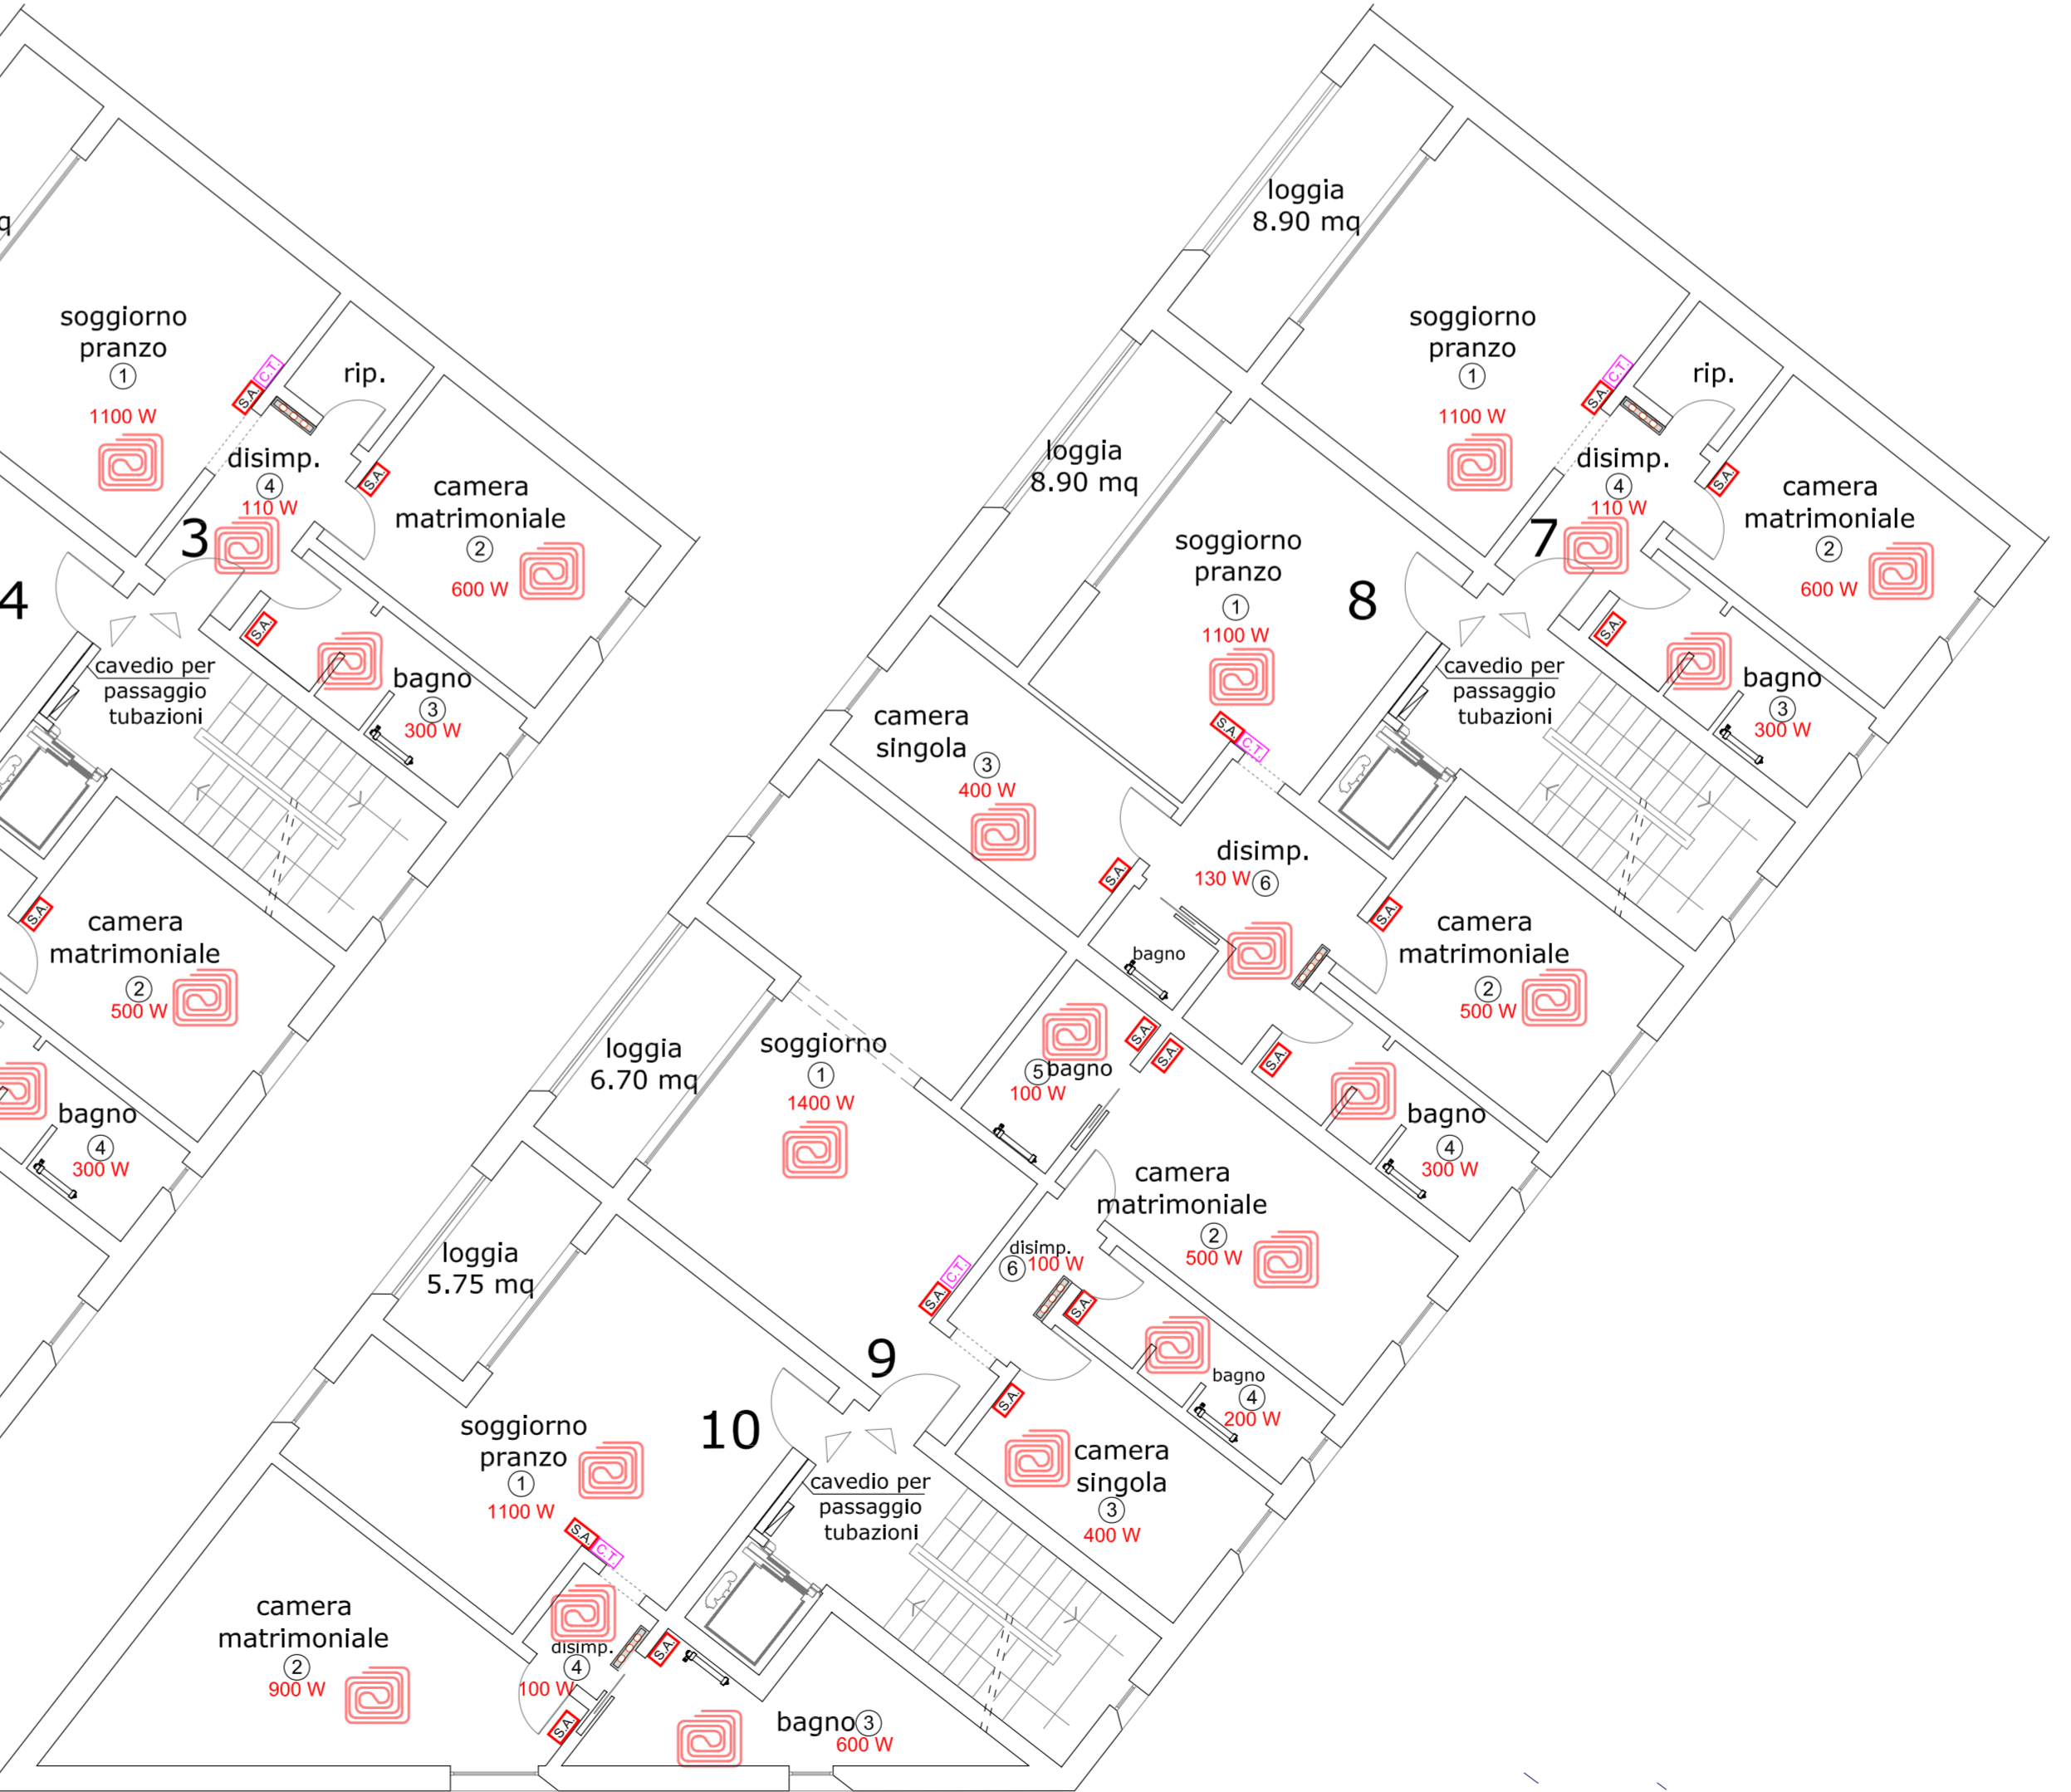 q
soggiorno
pranzo
1
1100 W
S.A.
C.T.
rip.
disimp.
4
110 W
3
S.A.
camera
matrimoniale
2
600 W
4
S.A.
cavedio per
passaggio
tubazioni
bagno
3
300 W
S.A.
camera
matrimoniale
2
500 W
bagno
4
300 W
loggia
8.90 mq
soggiorno
pranzo
1
1100 W
S.A.
C.T.
rip.
disimp.
4
110 W
7
S.A.
camera
matrimoniale
2
600 W
S.A.
bagno
3
300 W
loggia
8.90 mq
soggiorno
pranzo
1
1100 W
8
cavedio per
passaggio
tubazioni
S.A.
C.T.
camera
singola
3
400 W
S.A.
disimp.
130 W
6
S.A.
camera
matrimoniale
2
500 W
bagno
S.A.
bagno
4
300 W
loggia
6.70 mq
soggiorno
1
1400 W
S.A.
S.A.
5
bagno
100 W
camera
matrimoniale
2
500 W
disimp.
6
100 W
S.A.
C.T.
S.A.
bagno
4
200 W
9
S.A.
camera
singola
3
400 W
loggia
5.75 mq
soggiorno
pranzo
1
1100 W
10
cavedio per
passaggio
tubazioni
S.A.
C.T.
camera
matrimoniale
2
900 W
disimp.
4
100 W
S.A.
S.A.
bagno
3
600 W